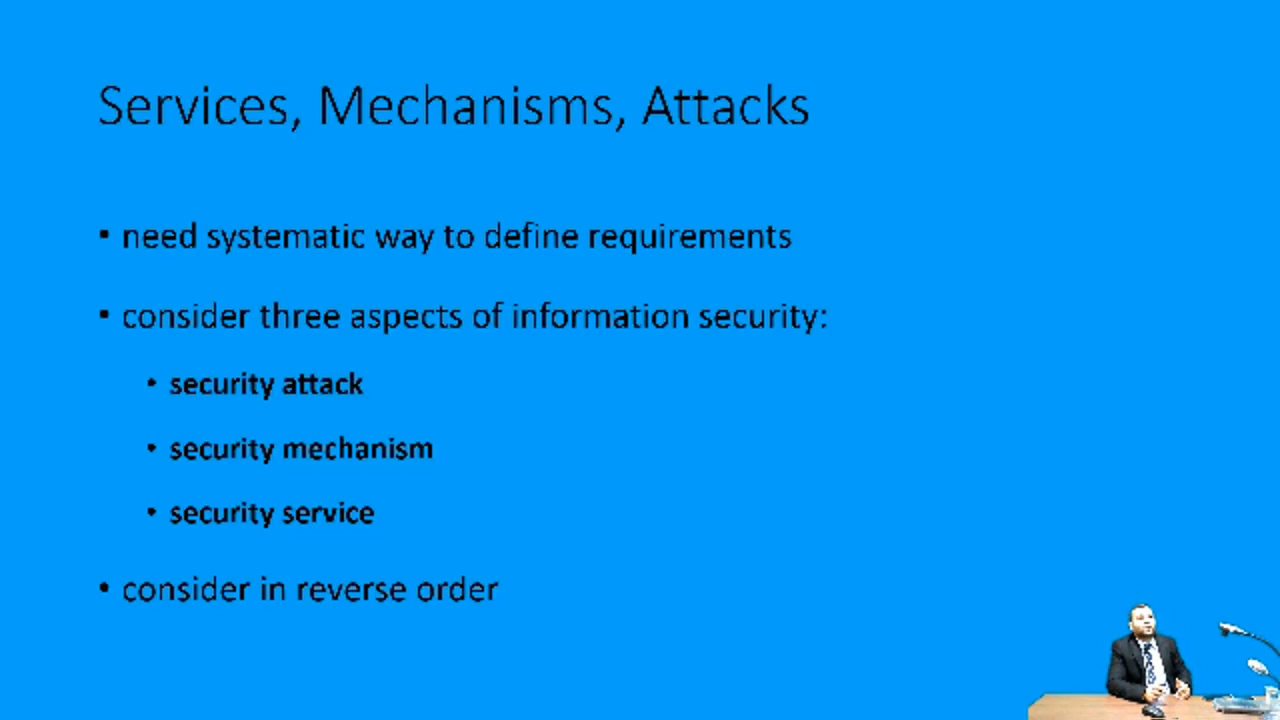 Services, Mechanisms, Attacks
▪ need systematic way to define requirements
▪ consider three aspects of information security:
• security attack
• security mechanism
• security service
• consider in reverse order